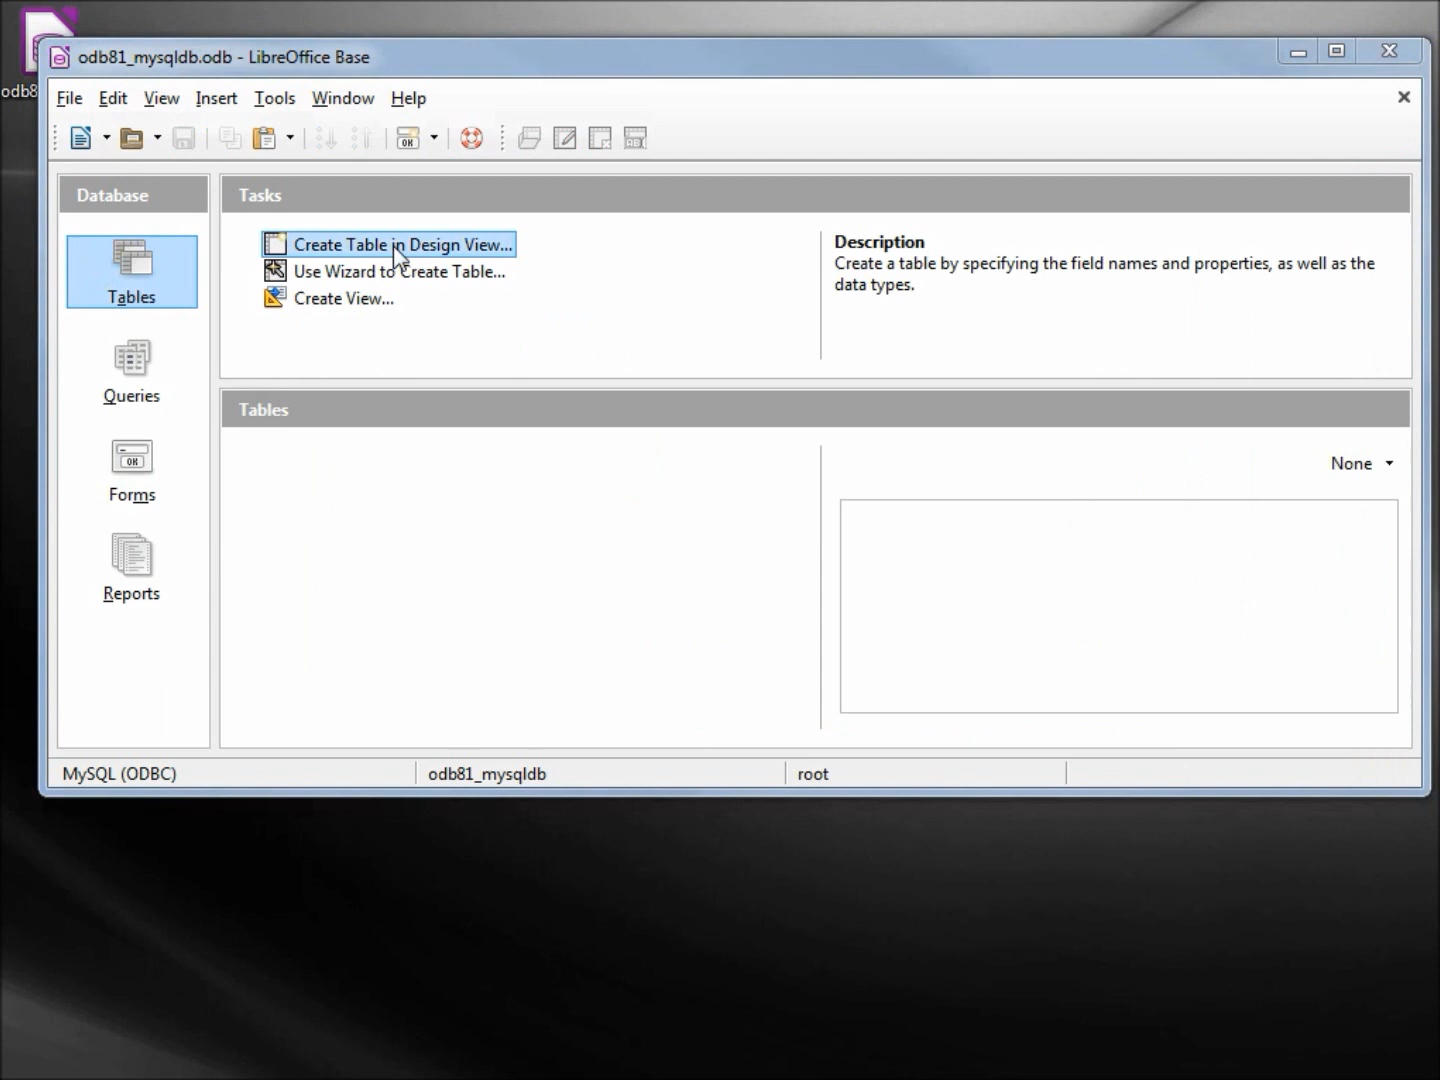 odb8
odb81_mysqldb.odb - LibreOffice Base
File Edit View Insert Tools Window Help
Database
Tables
Queries
Forms
Reports
Tasks
Create Table in Design View...
Use Wizard to Create Table...
Create View...
Description
Create a table by specifying the field names and properties, as well as the
data types.
Tables
None
MySQL (ODBC) odb81_mysqldb root